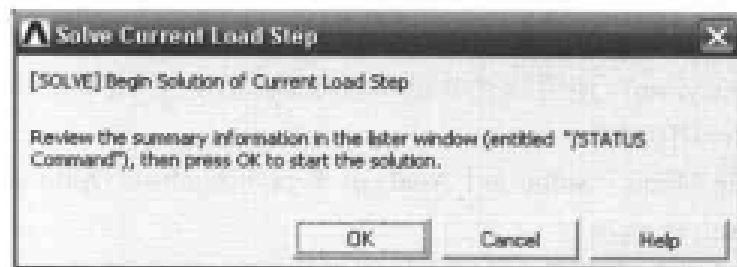 Solve Current Load Step
[SOLVE] Begin Solution of Current Load Step
Review the summary information in the lister window (entitled "/STATUS
Command"), then press OK to start the solution.
OK Cancel Help